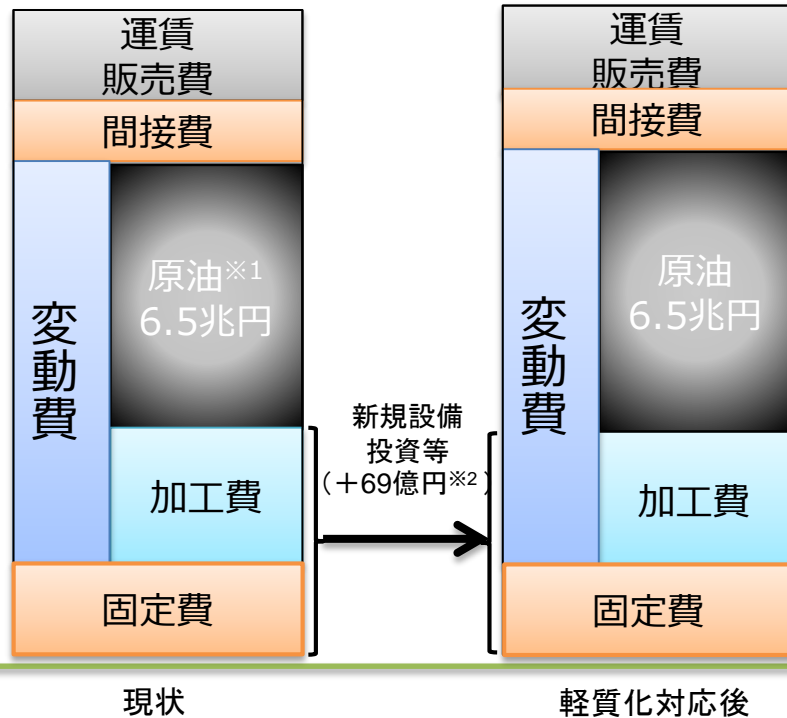 運賃
販売費
間接費
変動費
原油※1
6.5兆円
加工費
固定費
現状
新規設備
投資等
（＋69億円※2）
運賃
販売費
間接費
変動費
原油
6.5兆円
加工費
固定費
軽質化対応後